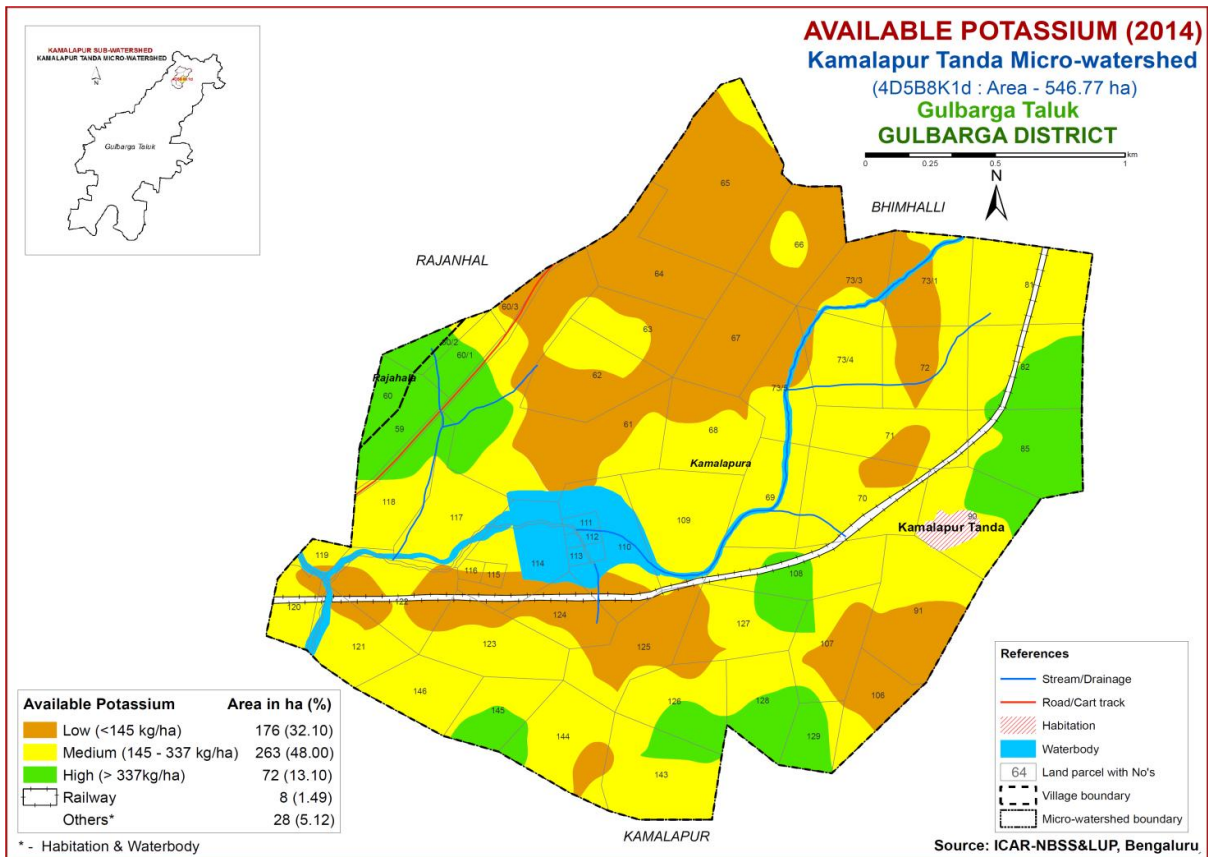 AVAILABLE POTASSIUM (2014)
Kamalapur Tanda Micro-watershed
(4D5B8K1d : Area - 546.77 ha)
Gulbarga Taluk
GULBARGA DISTRICT
0 0.25 0.5 1 km
N
KAMALAPUR SUB-WATERSHED
KAMALAPUR TANDA MICRO-WATERSHED
N
Gulbarga Taluk
BHIMHALLI
RAJANHAL
65
66
64
73/3
73/1
81
60/3
63
67
60/2
60/1
73/4
72
82
62
Rajahala
60
73/5
59
61
68
71
85
Kamalapura
118
117
109
69
70
90
Kamalapur Tanda
111
112
110
119
114
113
116
115
108
120
122
124
91
127
121
123
125
107
106
146
126
128
145
144
129
143
KAMALAPUR
Available Potassium Area in ha (%)
Low (<145 kg/ha) 176 (32.10)
Medium (145 - 337 kg/ha) 263 (48.00)
High (> 337kg/ha) 72 (13.10)
Railway 8 (1.49)
Others* 28 (5.12)
* - Habitation & Waterbody
References
Stream/Drainage
Road/Cart track
Habitation
Waterbody
64 Land parcel with No's
Village boundary
Micro-watershed boundary
Source: ICAR-NBSS&LUP, Bengaluru